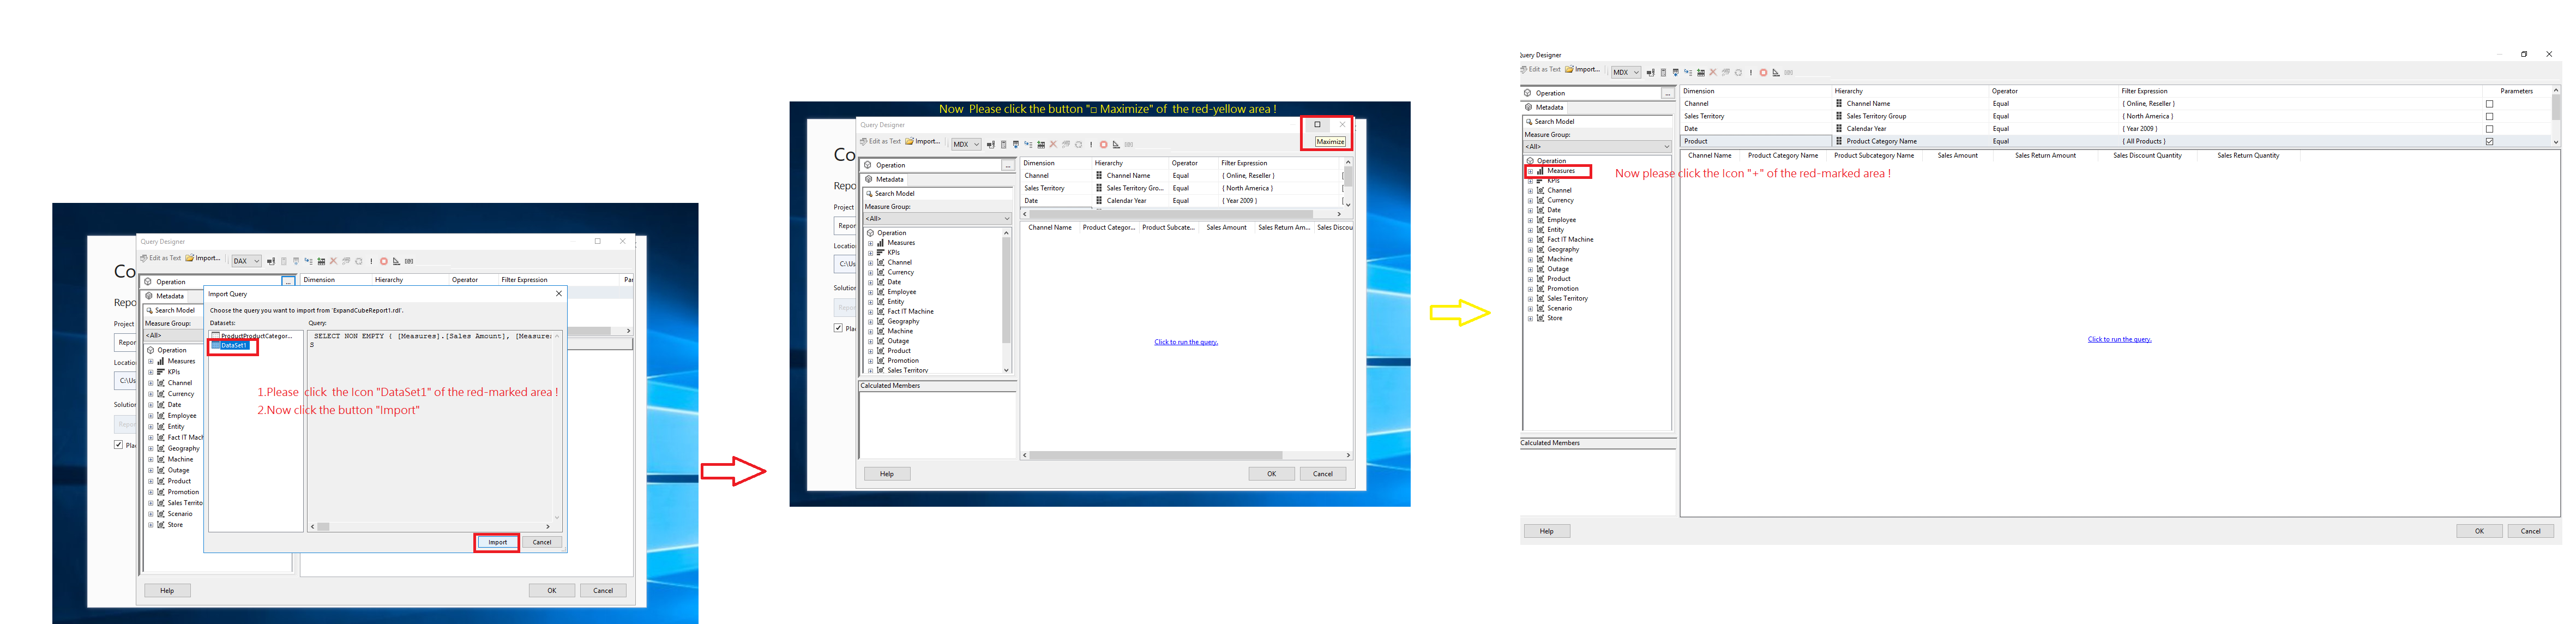 Co
Repo
Project
Repor
Locatio
C:\Us
Solution
Repor
Pla
Query Designer
Edit as Text Import... DAX
Operation ...
Metadata
Search Model
Measure Group:
<All>
Operation
Measures
KPIs
Channel
Currency
Date
Employee
Entity
Fact IT Mach
Geography
Machine
Outage
Product
Promotion
Sales Territo
Scenario
Store
Dimension Hierarchy Operator Filter Expression Par
Import Query
Choose the query you want to import from 'ExpandCubeReport1.rdl'.
Datasets: Query:
ProductProductCategor...
DataSet1
SELECT NON EMPTY { [Measures].[Sales Amount], [Measure
S
1.Please click the Icon "DataSet1" of the red-marked area !
2.Now click the button "Import"
Import Cancel
Help OK Cancel
Now Please click the button "□ Maximize" of the red-yellow area !
Co
Repo
Project
Repor
Locatio
C:\Us
Solution
Repor
Pla
Query Designer
Maximize
Edit as Text Import... MDX
Operation ...
Metadata
Search Model
Measure Group:
<All>
Operation
Measures
KPIs
Channel
Currency
Date
Employee
Entity
Fact IT Machine
Geography
Machine
Outage
Product
Promotion
Sales Territory
Calculated Members
Dimension Hierarchy Operator Filter Expression
Channel Channel Name Equal { Online, Reseller }
Sales Territory Sales Territory Gro... Equal { North America }
Date Calendar Year Equal { Year 2009 }
Channel Name Product Categor... Product Subcate... Sales Amount Sales Return Am... Sales Discou
Click to run the query.
Help OK Cancel
Query Designer
Edit as Text Import... MDX
Operation ...
Metadata
Search Model
Measure Group:
<All>
Operation
Measures
KPIs
Channel
Currency
Date
Employee
Entity
Fact IT Machine
Geography
Machine
Outage
Product
Promotion
Sales Territory
Scenario
Store
Calculated Members
Dimension Hierarchy Operator Filter Expression Parameters
Channel Channel Name Equal { Online, Reseller }
Sales Territory Sales Territory Group Equal { North America }
Date Calendar Year Equal { Year 2009 }
Product Product Category Name Equal { All Products }
Channel Name Product Category Name Product Subcategory Name Sales Amount Sales Return Amount Sales Discount Quantity Sales Return Quantity
Now please click the Icon "+" of the red-marked area !
Click to run the query.
Help OK Cancel